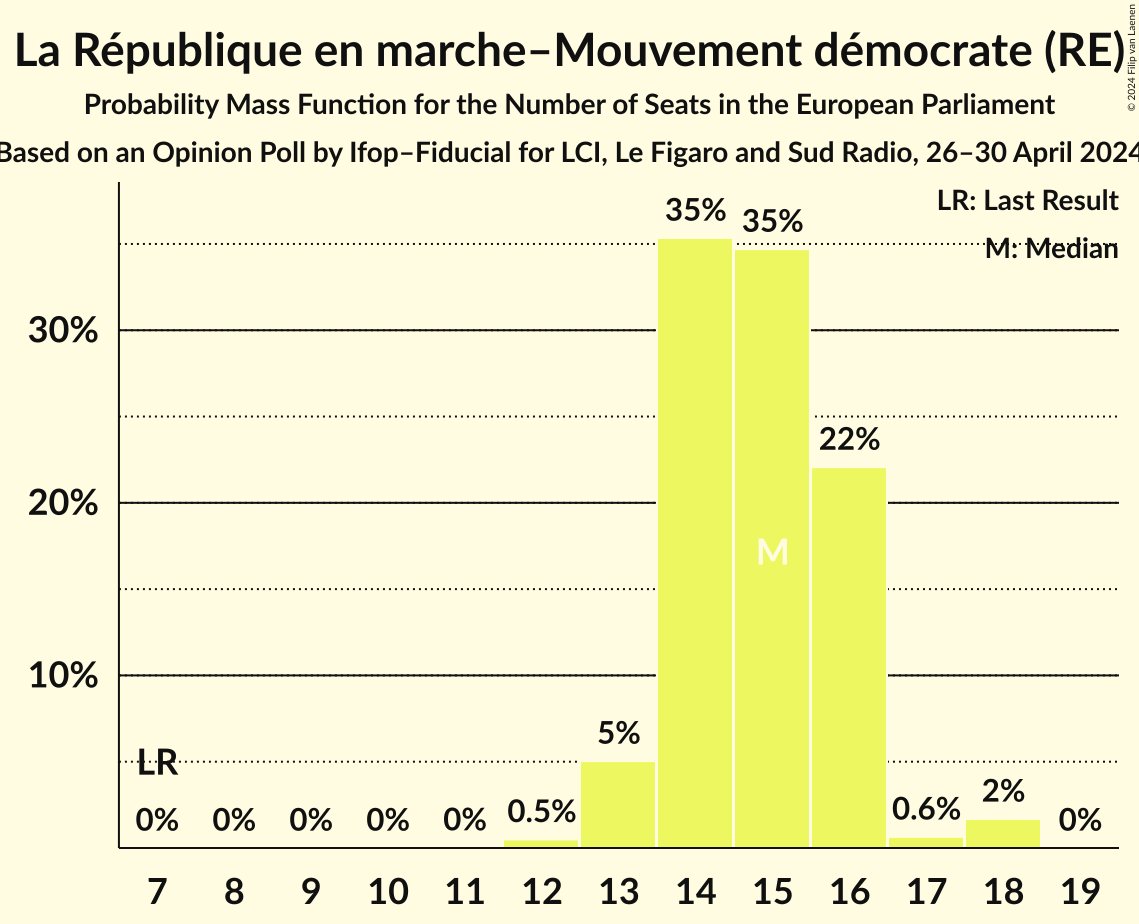 La République en marche–Mouvement démocrate (RE)
© 2024 Filip van Laenen
Probability Mass Function for the Number of Seats in the European Parliament
Based on an Opinion Poll by Ifop–Fiducial for LCI, Le Figaro and Sud Radio, 26–30 April 2024
LR: Last Result
M: Median
35%
35%
30%
22%
20%
M
10%
5%
LR
0%
0%
0%
0%
0%
0.5%
0.6%
2%
0%
7 8 9 10 11 12 13 14 15 16 17 18 19